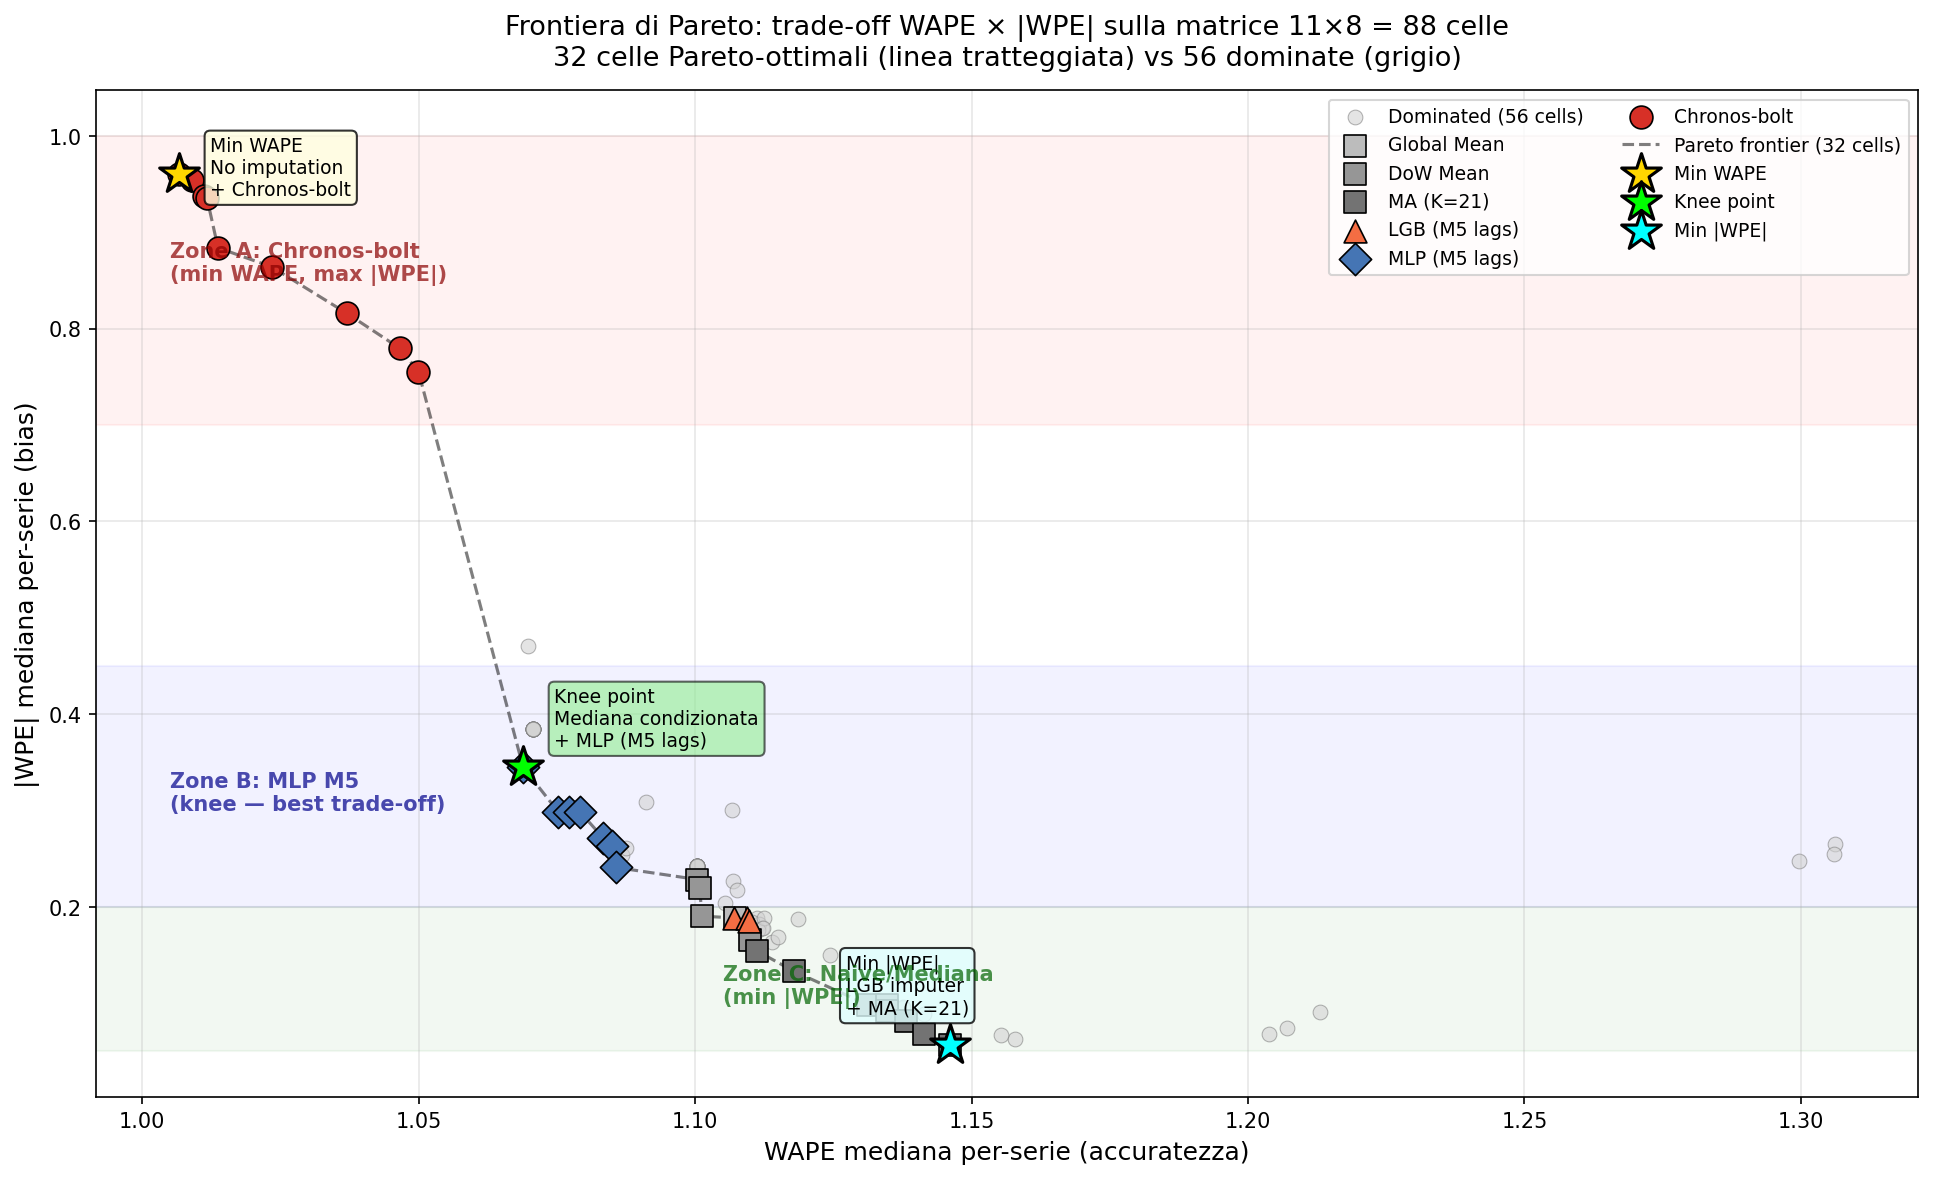 Frontiera di Pareto: trade-off WAPE × |WPE| sulla matrice 11×8 = 88 celle
32 celle Pareto-ottimali (linea tratteggiata) vs 56 dominate (grigio)
|WPE| mediana per-serie (bias)
1.0
0.8
0.6
0.4
0.2
Min WAPE
No imputation
+ Chronos-bolt
Zone A: Chronos-bolt
(min WAPE, max |WPE|)
Dominated (56 cells)
Global Mean
DoW Mean
MA (K=21)
LGB (M5 lags)
MLP (M5 lags)
Chronos-bolt
Pareto frontier (32 cells)
Min WAPE
Knee point
Min |WPE|
Knee point
Mediana condizionata
+ MLP (M5 lags)
Zone B: MLP M5
(knee — best trade-off)
Zone C: Naive/Mediana
(min |WPE|)
Min |WPE|
LGB imputer
+ MA (K=21)
1.00
1.05
1.10
1.15
1.20
1.25
1.30
WAPE mediana per-serie (accuratezza)